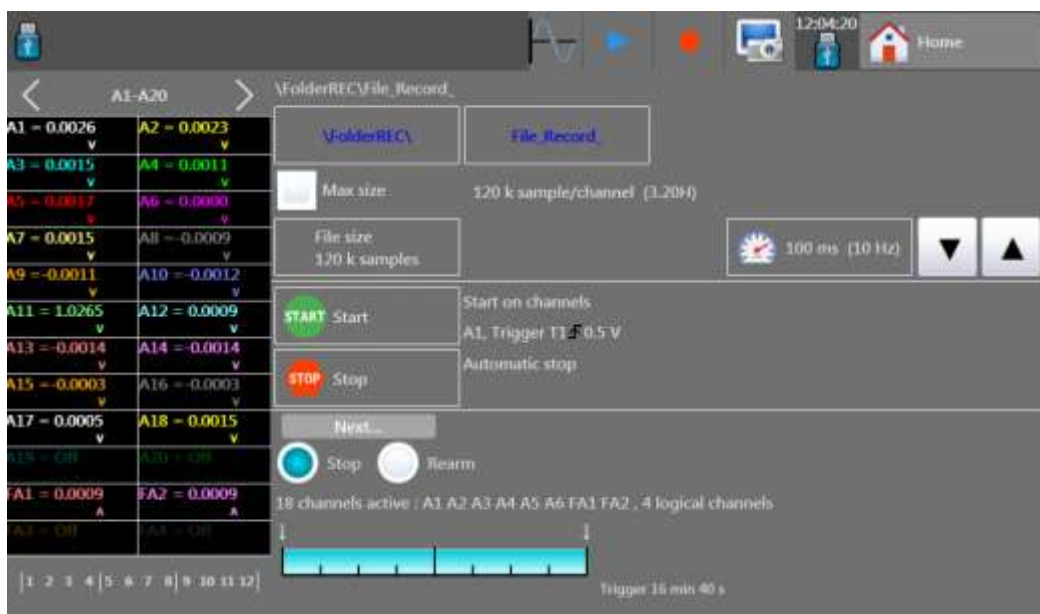 12:04:20
Home
A1-A20
\FolderREC\File_Record_
A1 = 0.0026 V
A2 = 0.0023 V
A3 = 0.0015 V
A4 = 0.0011 V
A5 = 0.0017 V
A6 = 0.0000 V
A7 = 0.0015 V
A8 =-0.0009 V
A9 =-0.0011 V
A10 =-0.0012 V
A11 = 1.0265 V
A12 = 0.0009 V
A13 =-0.0014 V
A14 =-0.0014 V
A15 =-0.0003 V
A16 =-0.0003 V
A17 = 0.0005 V
A18 = 0.0015 V
A19 = Off
A20 = Off
FA1 = 0.0009 A
FA2 = 0.0009 A
FA3 = Off
FA4 = Off
1 2 3 4 5 6 7 8 9 10 11 12
\FolderREC\
File_Record_
Max size
120 k sample/channel (3.20H)
File size
120 k samples
100 ms (10 Hz)
START Start
Start on channels
A1, Trigger T1 0.5 V
STOP Stop
Automatic stop
Next...
Stop
Rearm
18 channels active : A1 A2 A3 A4 A5 A6 FA1 FA2 , 4 logical channels
Trigger 16 min 40 s